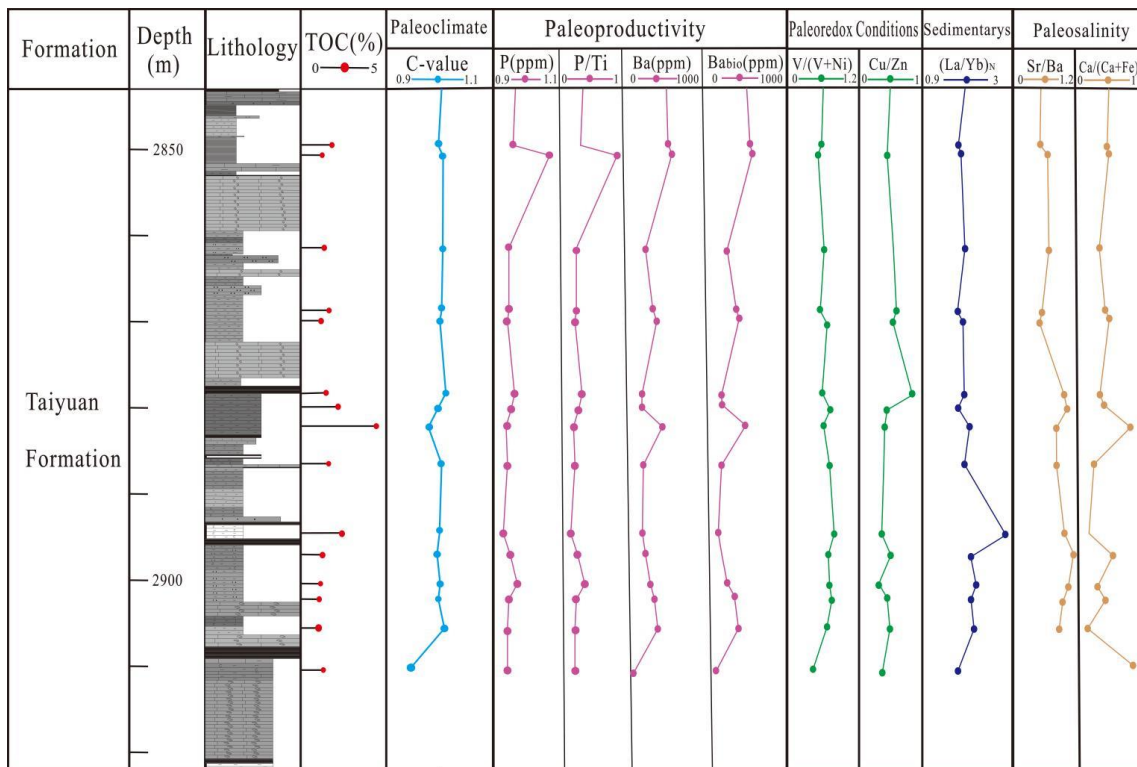 Formation
Depth
(m)
Lithology
TOC(%)
0 5
Paleoclimate
C-value
0.9 1.1
Paleoproductivity
P(ppm)
0.9 1.1
P/Ti
0 1
Ba(ppm)
0 1000
Babio(ppm)
0 1000
Paleoredox Conditions
V/(V+Ni)
0 1.2
Cu/Zn
0 1
Sedimentarys
(La/Yb)N
0.9 3
Paleosalinity
Sr/Ba
0 1.2
Ca/(Ca+Fe)
0 1
2850
Taiyuan
Formation
2900